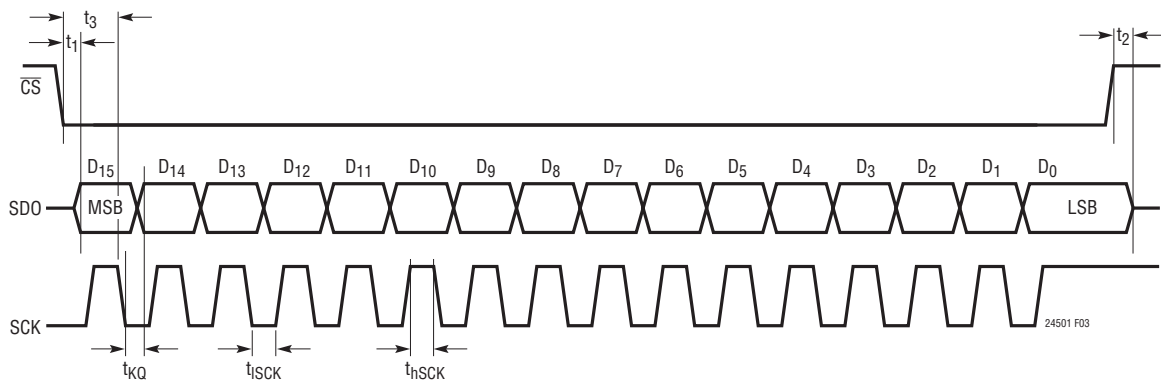 t3
t1
t2
CS
D15 D14 D13 D12 D11 D10 D9 D8 D7 D6 D5 D4 D3 D2 D1 D0
SDO MSB LSB
SCK
24501 F03
tKQ tlSCK thSCK